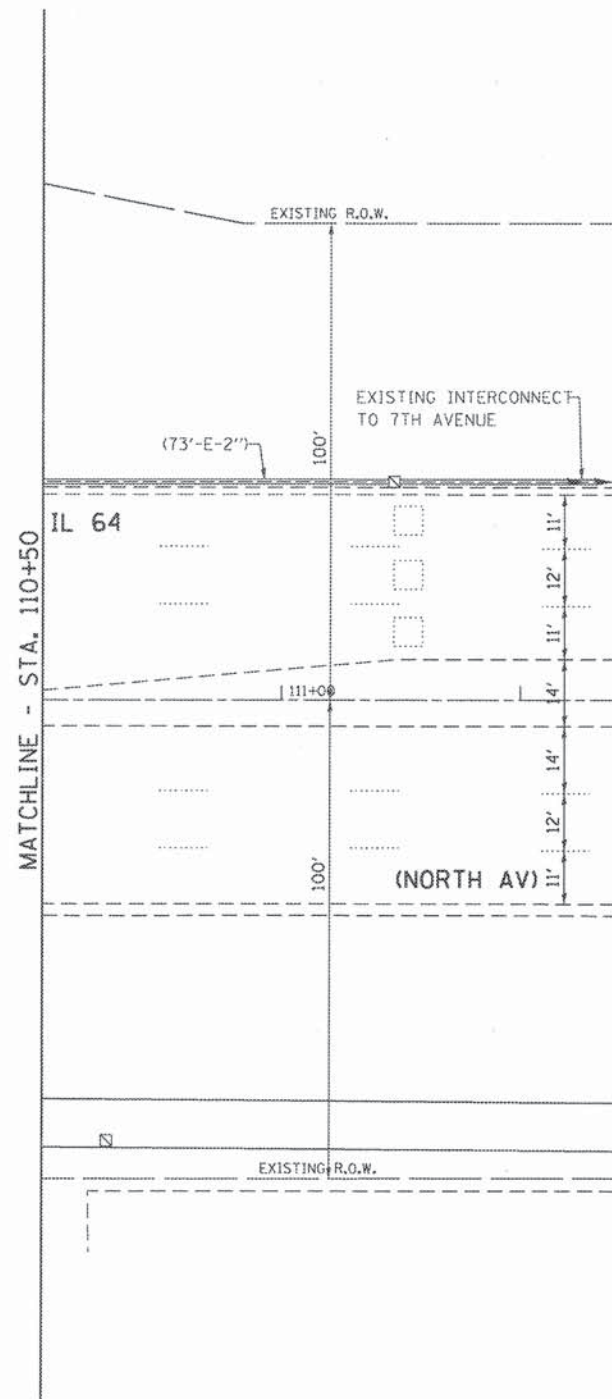 EXISTING R.O.W.
EXISTING INTERCONNECT
TO 7TH AVENUE
(73'-E-2")
100'
IL 64
11'
12'
11'
MATCHLINE - STA. 110+50
111+00
14'
14'
12'
11'
100'
(NORTH AV)
EXISTING R.O.W.